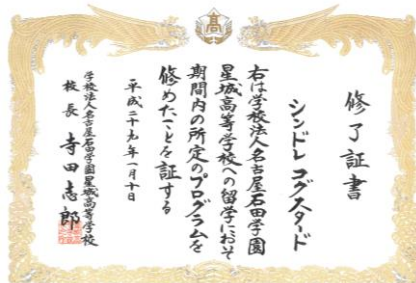 高
修了証書
シンドレ コグスタード
右は学校法人名古屋石田学園
星城高等学校への留学において
期間内の所定のプログラムを
修めたことを証する
平成二十九年一月十日
学校法人名古屋石田学園星城高等学校
校長 寺田志郎